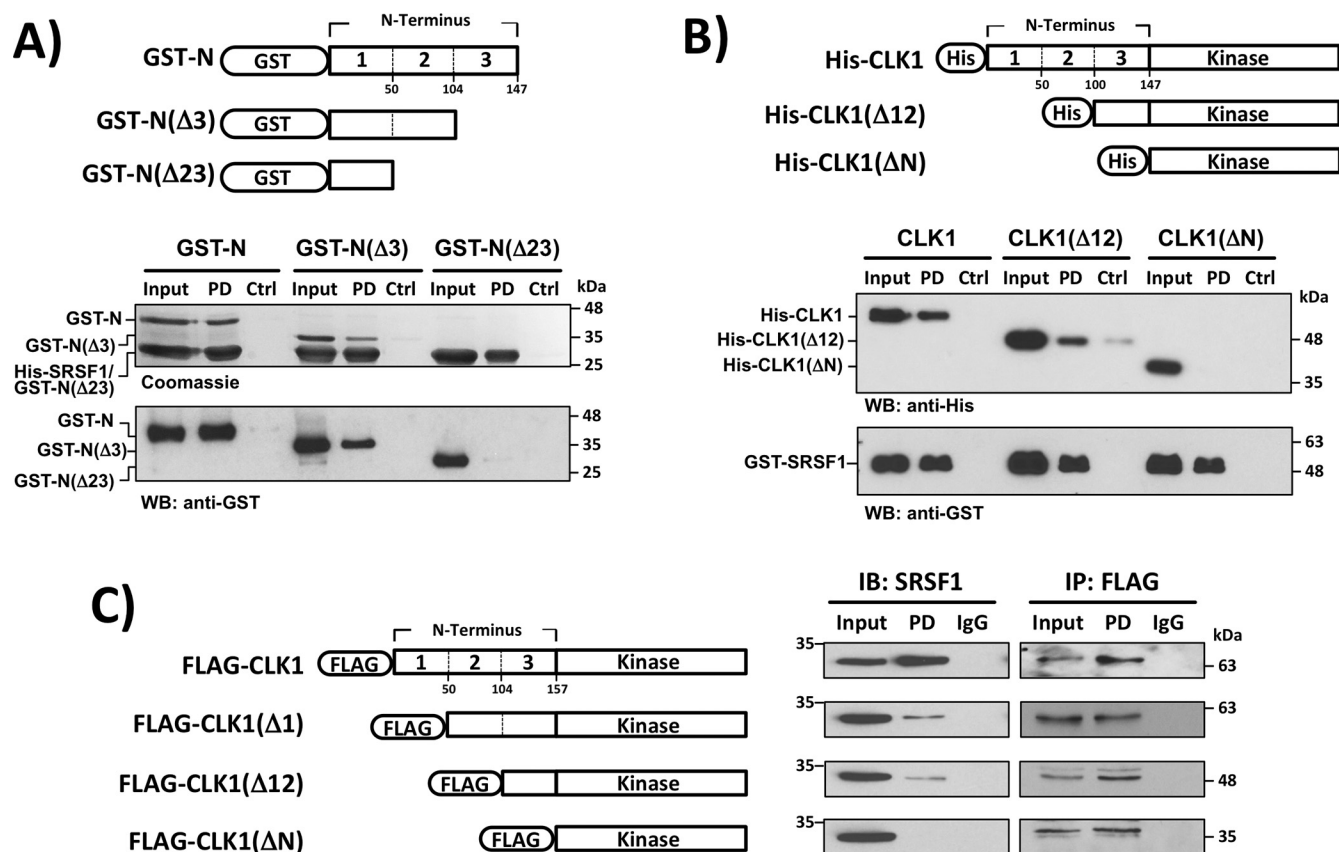 A)
N-Terminus
GST-N GST 1 2 3
50 104 147
GST-N(Δ3) GST
GST-N(Δ23) GST
GST-N GST-N(Δ3) GST-N(Δ23)
Input PD Ctrl Input PD Ctrl Input PD Ctrl kDa
GST-N
GST-N(Δ3)
His-SRSF1/
GST-N(Δ23)
48
35
25
Coomassie
GST-N
GST-N(Δ3)
GST-N(Δ23)
48
35
25
WB: anti-GST
B)
N-Terminus
His-CLK1 His 1 2 3 Kinase
50 100 147
His-CLK1(Δ12) His Kinase
His-CLK1(ΔN) His Kinase
CLK1 CLK1(Δ12) CLK1(ΔN)
Input PD Ctrl Input PD Ctrl Input PD Ctrl
kDa
His-CLK1
His-CLK1(Δ12) 48
His-CLK1(ΔN)
35
WB: anti-His
63
GST-SRSF1 48
WB: anti-GST
C)
N-Terminus
FLAG-CLK1 FLAG 1 2 3 Kinase
50 104 157
FLAG-CLK1(Δ1) FLAG Kinase
FLAG-CLK1(Δ12) FLAG Kinase
FLAG-CLK1(ΔN) FLAG Kinase
IB: SRSF1 IP: FLAG
Input PD IgG Input PD IgG
kDa
35 63
35 63
35 48
35 35